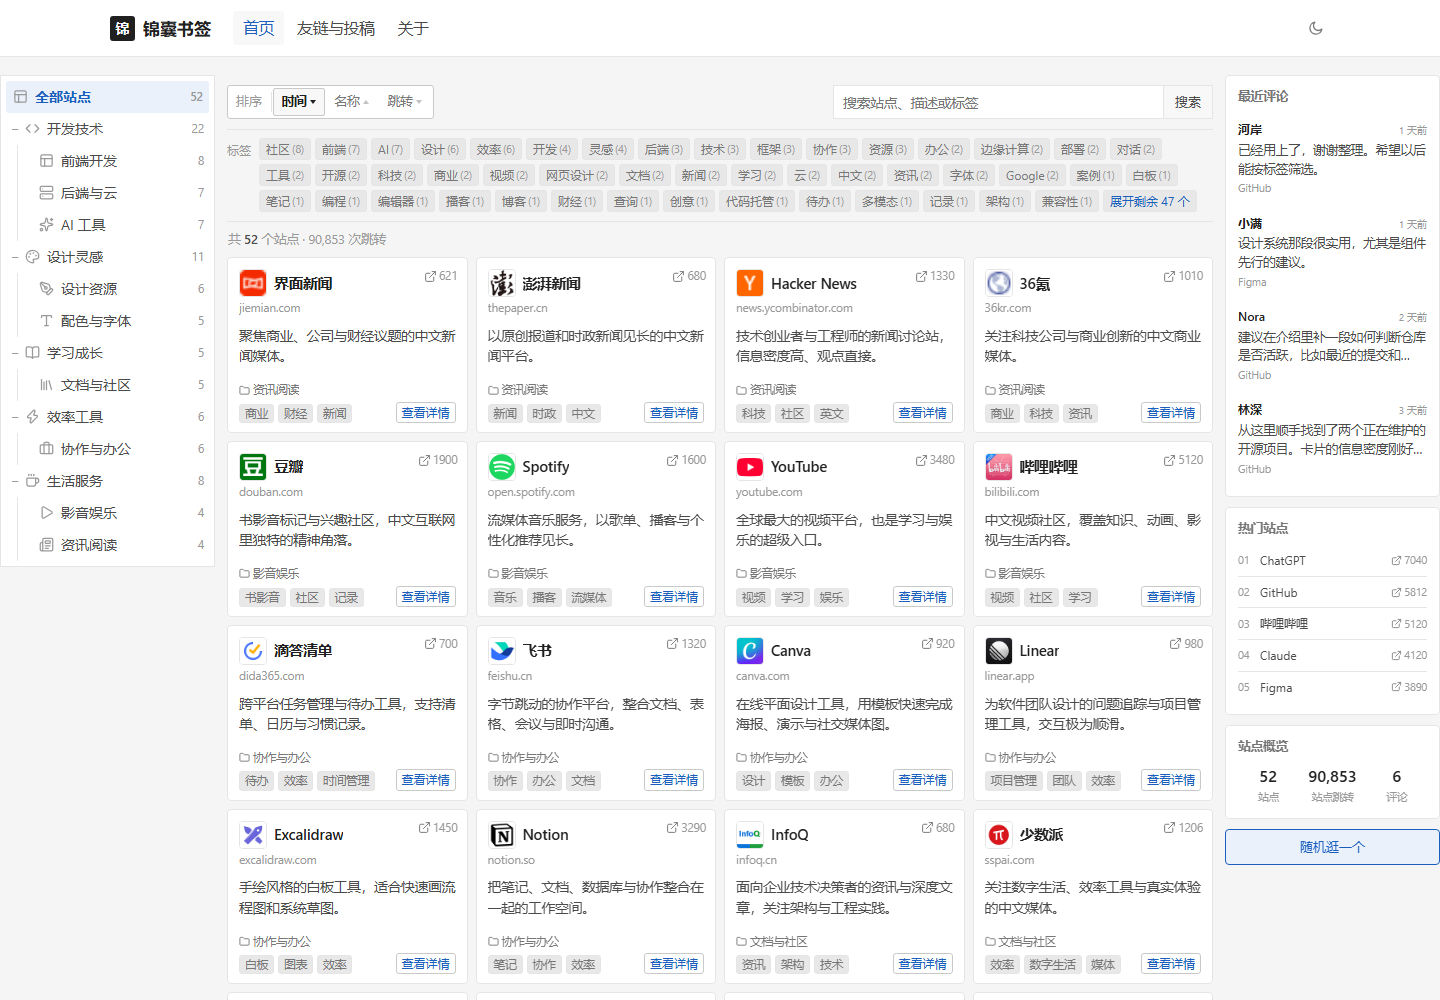 锦 锦囊书签 首页 友链与投稿 关于
全部站点 52
开发技术 22
前端开发 8
后端与云 7
AI 工具 7
设计灵感 11
设计资源 6
配色与字体 5
学习成长 5
文档与社区 5
效率工具 6
协作与办公 6
生活服务 8
影音娱乐 4
资讯阅读 4
排序 时间 名称 跳转
搜索站点、描述或标签 搜索
标签 社区 (8) 前端 (7) AI (7) 设计 (6) 效率 (6) 开发 (4) 灵感 (4) 后端 (3) 技术 (3) 框架 (3) 协作 (3) 资源 (3) 办公 (2) 边缘计算 (2) 部署 (2) 对话 (2)
工具 (2) 开源 (2) 科技 (2) 商业 (2) 视频 (2) 网页设计 (2) 文档 (2) 新闻 (2) 学习 (2) 云 (2) 中文 (2) 资讯 (2) 字体 (2) Google (2) 案例 (1) 白板 (1)
笔记 (1) 编程 (1) 编辑器 (1) 播客 (1) 博客 (1) 财经 (1) 查询 (1) 创意 (1) 代码托管 (1) 待办 (1) 多模态 (1) 记录 (1) 架构 (1) 兼容性 (1) 展开剩余 47 个
共 52 个站点 · 90,853 次跳转
界面新闻 621
jiemian.com
聚焦商业、公司与财经议题的中文新
闻媒体。
资讯阅读
商业 财经 新闻 查看详情
澎湃新闻 680
thepaper.cn
以原创报道和时政新闻见长的中文新
闻平台。
资讯阅读
新闻 时政 中文 查看详情
Hacker News 1330
news.ycombinator.com
技术创业者与工程师的新闻讨论站，
信息密度高、观点直接。
资讯阅读
科技 社区 英文 查看详情
36氪 1010
36kr.com
关注科技公司与商业创新的中文商业
媒体。
资讯阅读
商业 科技 资讯 查看详情
豆瓣 1900
douban.com
书影音标记与兴趣社区，中文互联网
里独特的精神角落。
影音娱乐
书影音 社区 记录 查看详情
Spotify 1600
open.spotify.com
流媒体音乐服务，以歌单、播客与个
性化推荐见长。
影音娱乐
音乐 播客 流媒体 查看详情
YouTube 3480
youtube.com
全球最大的视频平台，也是学习与娱
乐的超级入口。
影音娱乐
视频 学习 娱乐 查看详情
哔哩哔哩 5120
bilibili.com
中文视频社区，覆盖知识、动画、影
视与生活内容。
影音娱乐
视频 社区 学习 查看详情
滴答清单 700
dida365.com
跨平台任务管理与待办工具，支持清
单、日历与习惯记录。
协作与办公
待办 效率 时间管理 查看详情
飞书 1320
feishu.cn
字节跳动的协作平台，整合文档、表
格、会议与即时沟通。
协作与办公
协作 办公 文档 查看详情
Canva 920
canva.com
在线平面设计工具，用模板快速完成
海报、演示与社交媒体图。
协作与办公
设计 模板 办公 查看详情
Linear 980
linear.app
为软件团队设计的问题追踪与项目管
理工具，交互极为顺滑。
协作与办公
项目管理 团队 效率 查看详情
Excalidraw 1450
excalidraw.com
手绘风格的白板工具，适合快速画流
程图和系统草图。
协作与办公
白板 图表 效率 查看详情
Notion 3290
notion.so
把笔记、文档、数据库与协作整合在
一起的工作空间。
协作与办公
笔记 协作 效率 查看详情
InfoQ InfoQ 680
infoq.cn
面向企业技术决策者的资讯与深度文
章，关注架构与工程实践。
文档与社区
资讯 架构 技术 查看详情
少数派 1206
sspai.com
关注数字生活、效率工具与真实体验
的中文媒体。
文档与社区
效率 数字生活 媒体 查看详情
最近评论
河岸 1 天前
已经用上了，谢谢整理。希望以后
能按标签筛选。
GitHub
小满 1 天前
设计系统那段很实用，尤其是组件
先行的建议。
Figma
Nora 2 天前
建议在介绍里补一段如何判断仓库
是否活跃，比如最近的提交和...
GitHub
林深 3 天前
从这里顺手找到了两个正在维护的
开源项目。卡片的信息密度刚好...
GitHub
热门站点
01 ChatGPT 7040
02 GitHub 5812
03 哔哩哔哩 5120
04 Claude 4120
05 Figma 3890
站点概览
52 90,853 6
站点 站点跳转 评论
随机逛一个